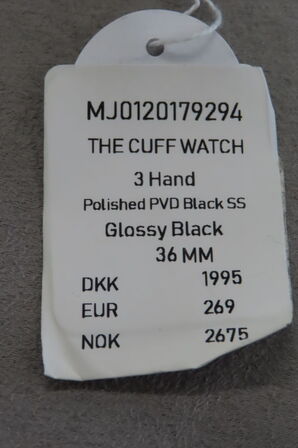 MJ0120179294
THE CUFF WATCH
3 Hand
Polished PVD Black SS
Glossy Black
36 MM
DKK 1995
EUR 269
NOK 2675